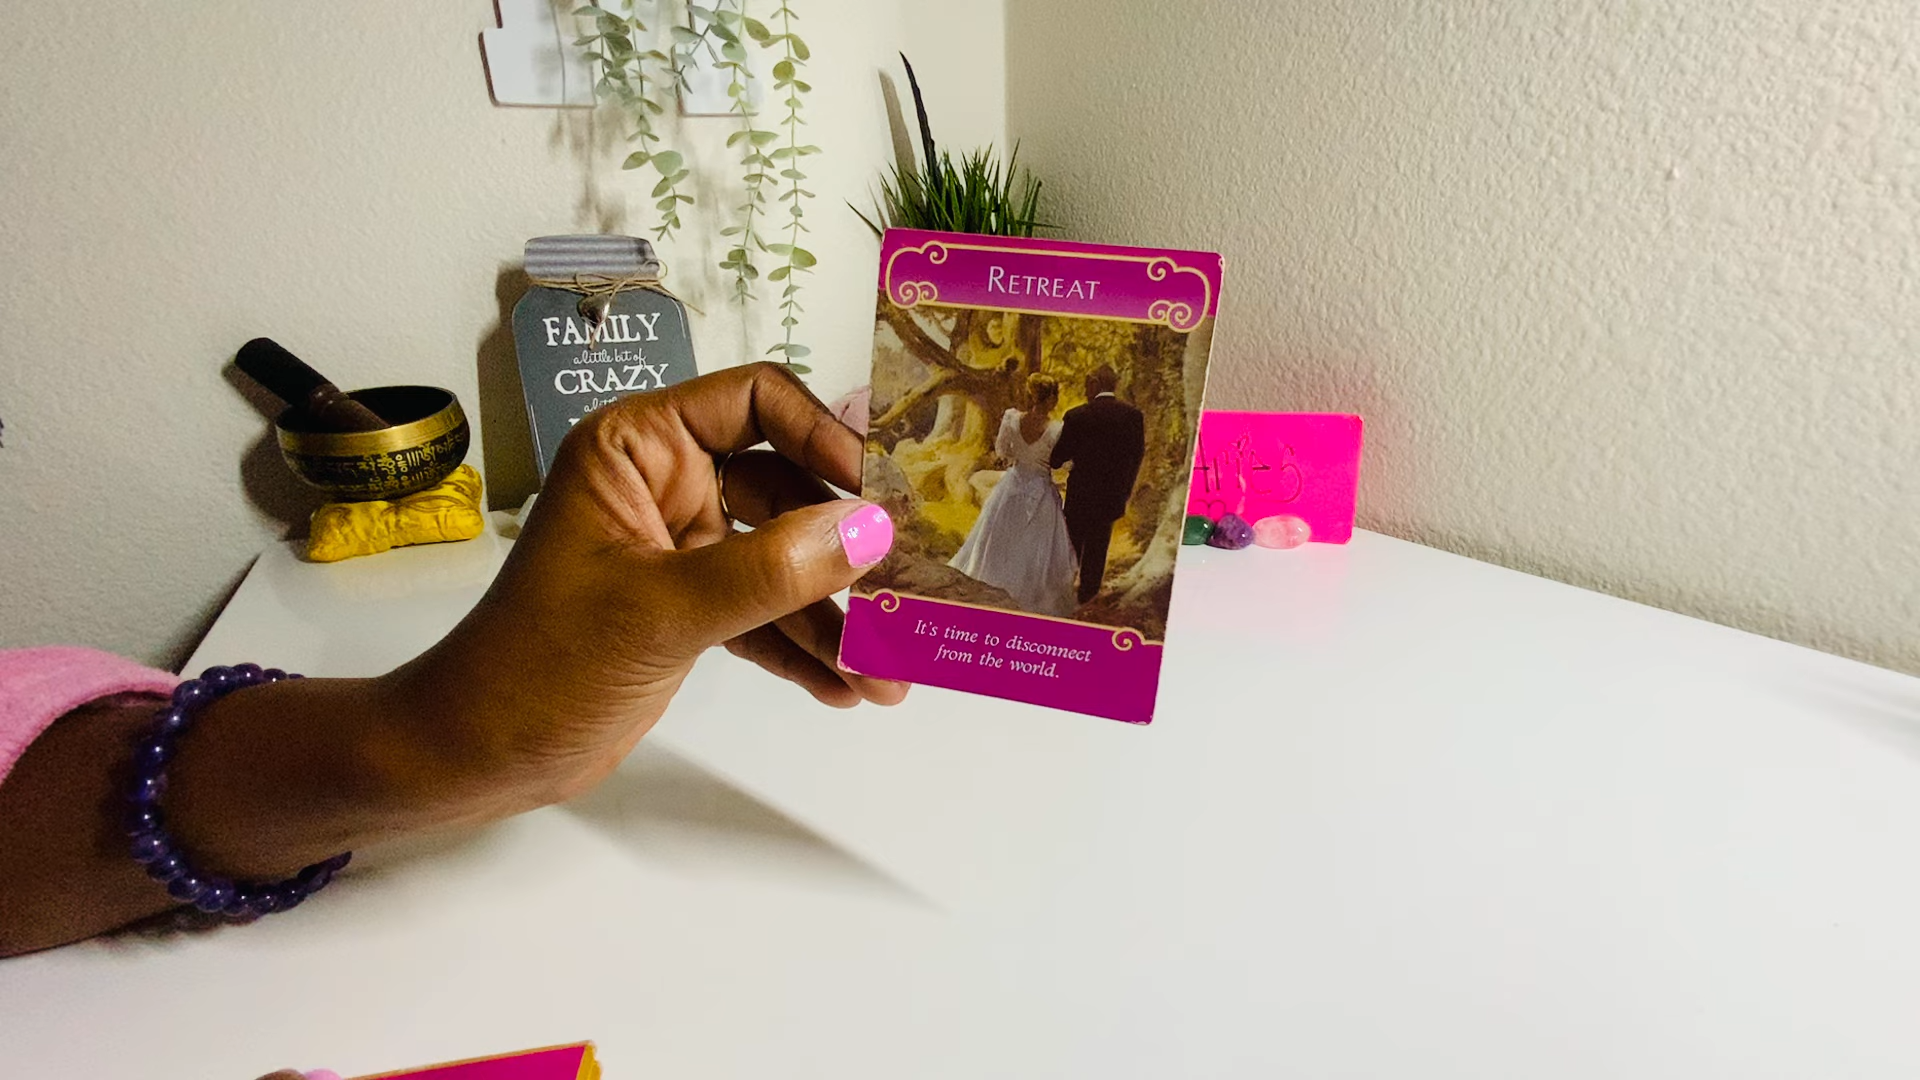 FAMILY
a little bit of
CRAZY
RETREAT
It's time to disconnect
from the world.